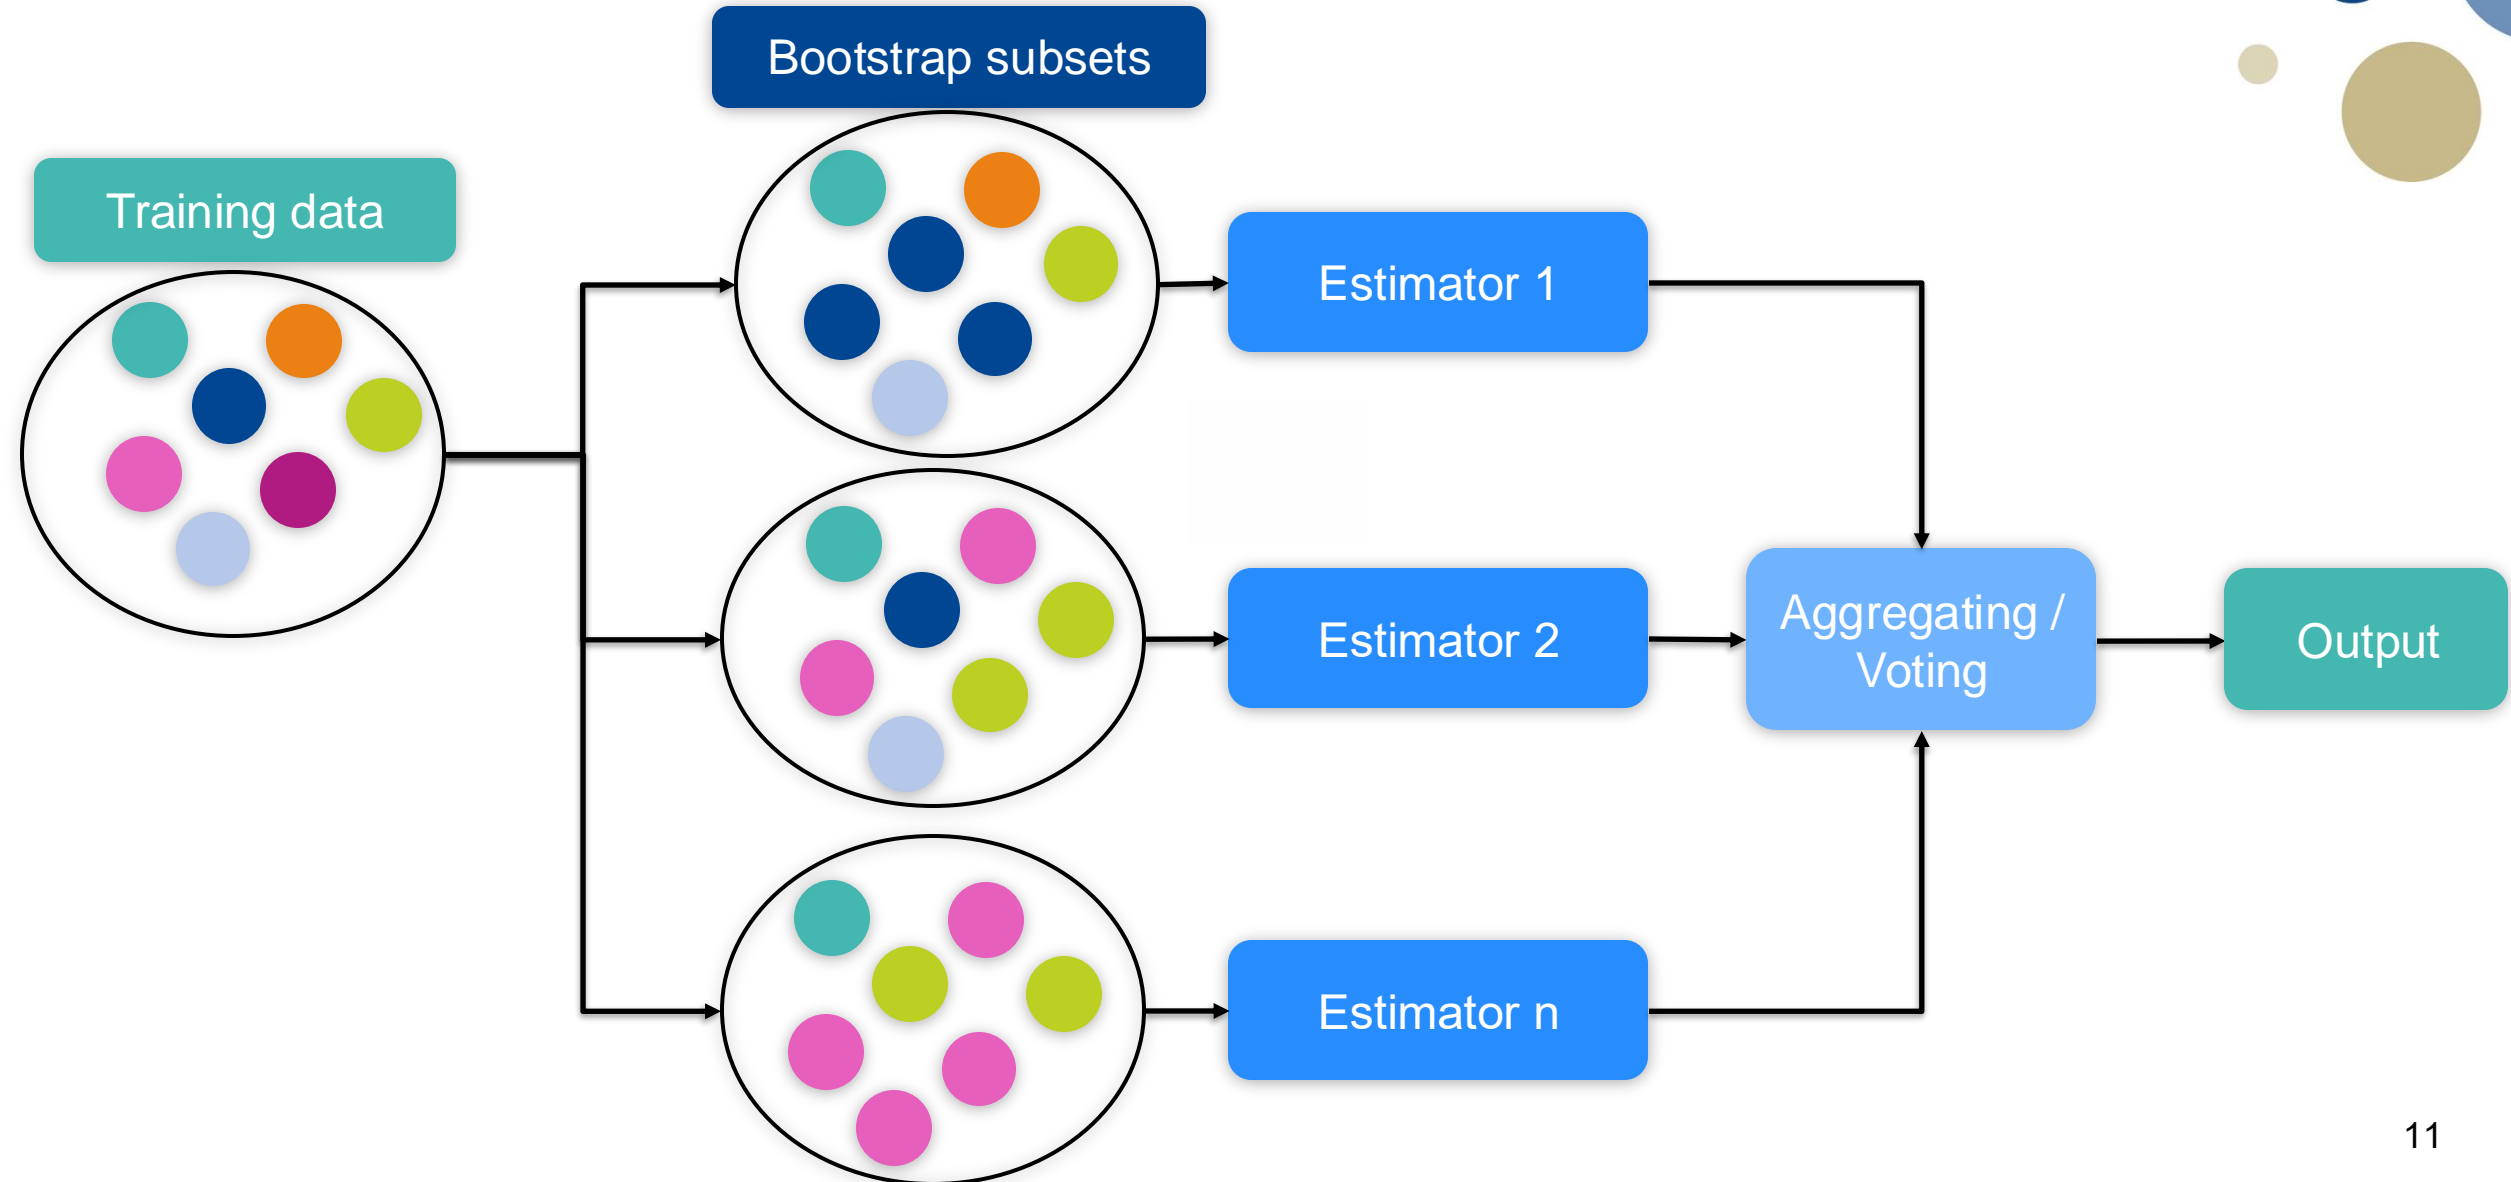 Bootstrap subsets
Training data
Estimator 1
Estimator 2
Aggregating /
Voting
Output
Estimator n
11